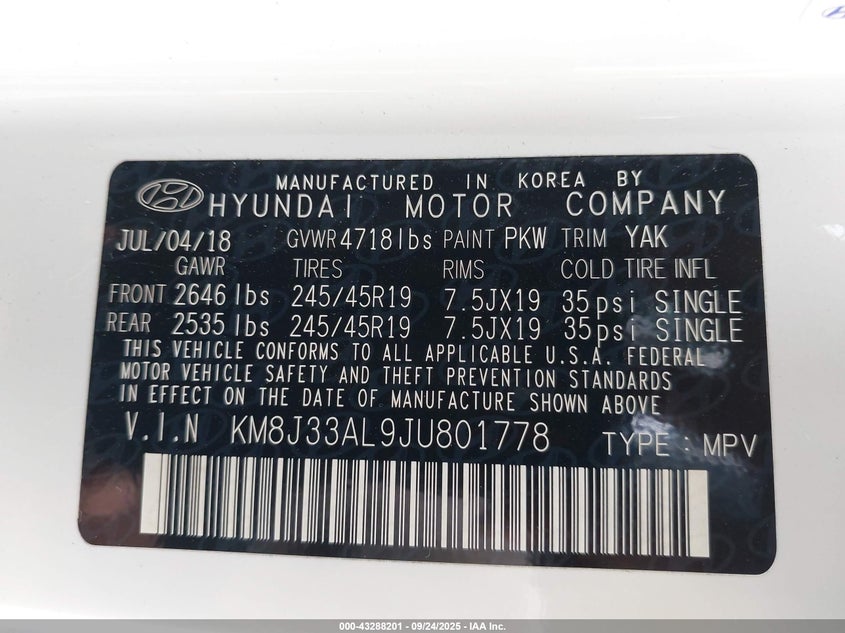 MANUFACTURED IN KOREA BY
HYUNDAI MOTOR COMPANY
JUL/04/18 GVWR 4718lbs PAINT PKW TRIM YAK
GAWR TIRES RIMS COLD TIRE INFL
FRONT 2646lbs 245/45R19 7.5JX19 35psi SINGLE
REAR 2535lbs 245/45R19 7.5JX19 35psi SINGLE
THIS VEHICLE CONFORMS TO ALL APPLICABLE U.S.A. FEDERAL
MOTOR VEHICLE SAFETY AND THEFT PREVENTION STANDARDS
IN EFFECT ON THE DATE OF MANUFACTURE SHOWN ABOVE
V.I.N KM8J33AL9JU801778 TYPE : MPV
000-43288201 - 09/24/2025 - IAA Inc.